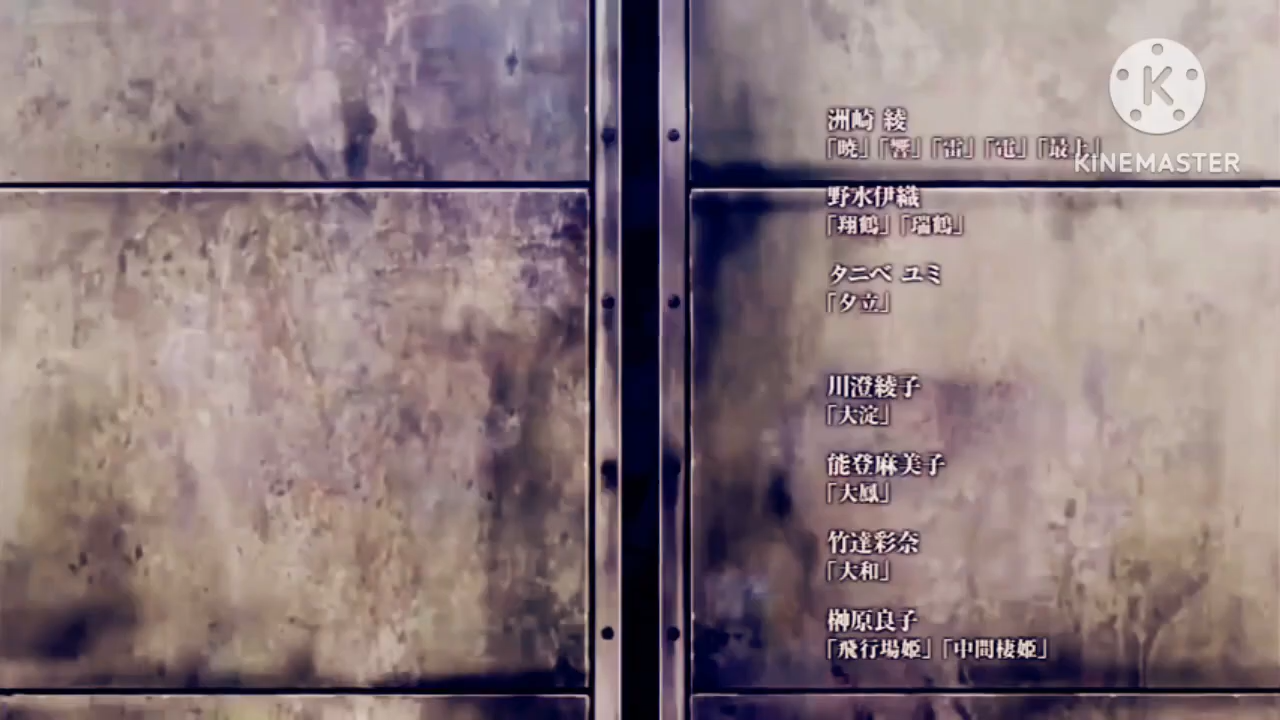 洲崎 綾
「暁」「響」「雷」「電」「最上」
野水伊織
「翔鶴」「瑞鶴」
タニベ ユミ
「夕立」
川澄綾子
「大淀」
能登麻美子
「大鳳」
竹達彩奈
「大和」
榊原良子
「飛行場姫」「中間棲姫」
K
KINEMASTER